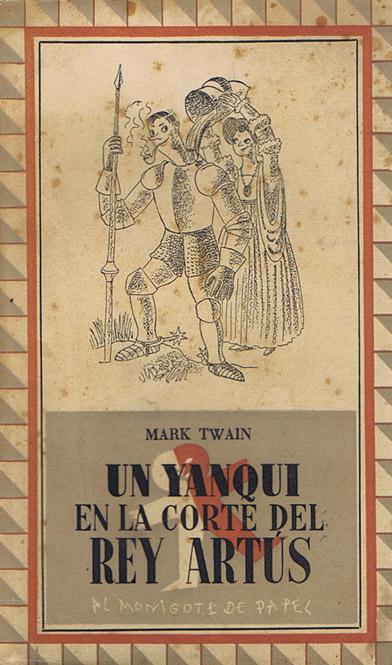 MARK TWAIN
UN YANQUI
EN LA CORTE DEL
REY ARTÚS
AL MONIGOTE DE PAPEL